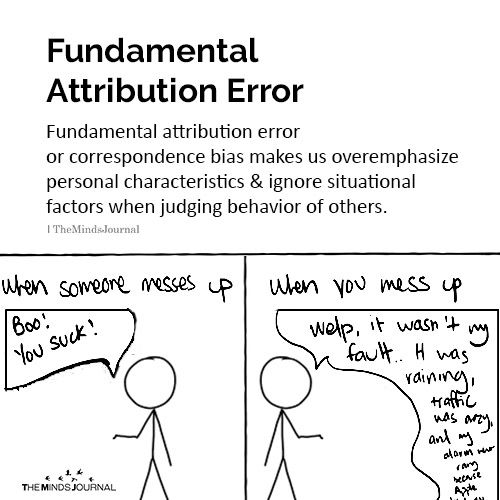 Fundamental
Attribution Error
Fundamental attribution error
or correspondence bias makes us overemphasize
personal characteristics & ignore situational
factors when judging behavior of others.
| TheMindsJournal
When someone messes up
When you mess up
Boo!
You suck!
Welp, it wasn't my
fault.. It was
raining,
traffic
was crazy,
and my
alarm never
rang
because
Apple
THE MINDS JOURNAL